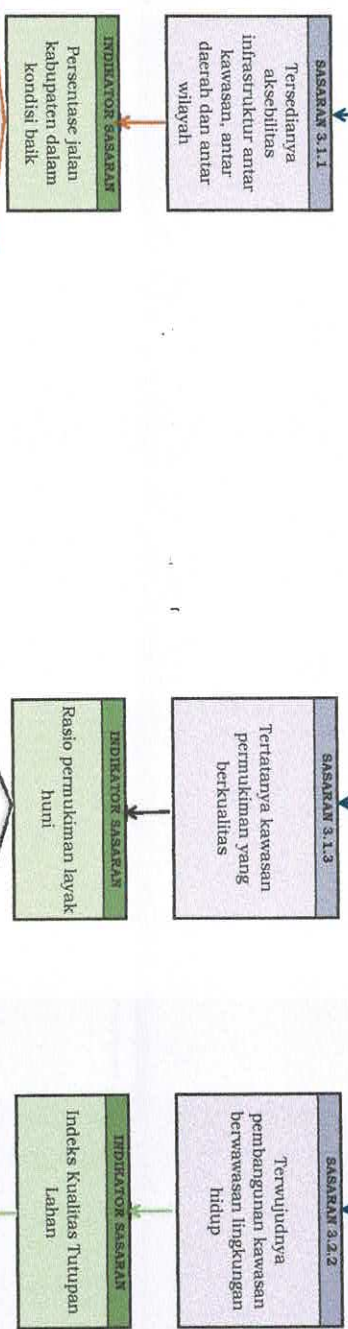 SASARAN 3.1.1
Tersedianya
aksebilitas
infrastruktur antar
kawasan, antar
daerah dan antar
wilayah
INDIKATOR SASARAN
Persentase jalan
kabupaten dalam
kondisi baik
SASARAN 3.1.3
Tertatanya kawasan
permukiman yang
berkualitas
INDIKATOR SASARAN
Rasio permukiman layak
huni
SASARAN 3.2.2
Terwujudnya
pembangunan kawasan
berwawasan lingkungan
hidup
INDIKATOR SASARAN
Indeks Kualitas Tutupan
Lahan